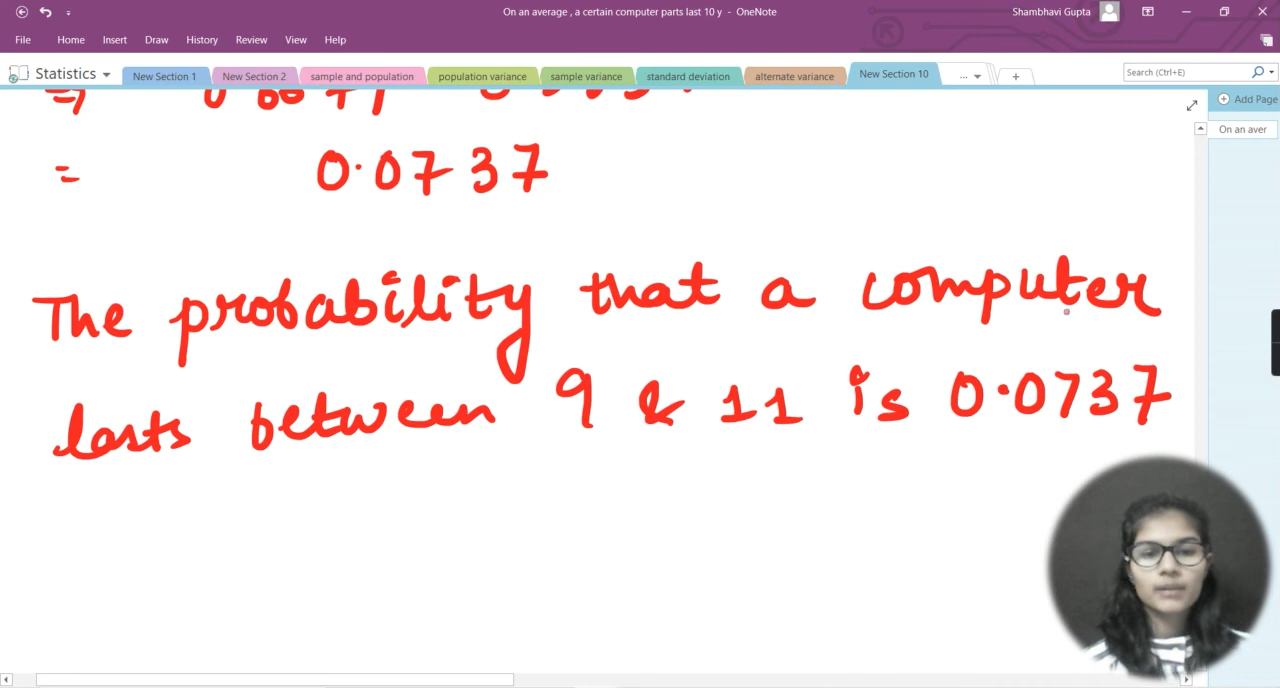 On an average , a certain computer parts last 10 y - OneNote
Shambhavi Gupta
File Home Insert Draw History Review View Help
Statistics
New Section 1 New Section 2 sample and population population variance sample variance standard deviation alternate variance New Section 10 ... +
Search (Ctrl+E)
Add Page
On an aver
= 0.0737
The probability that a computer
lasts between 9 & 11 is 0.0737